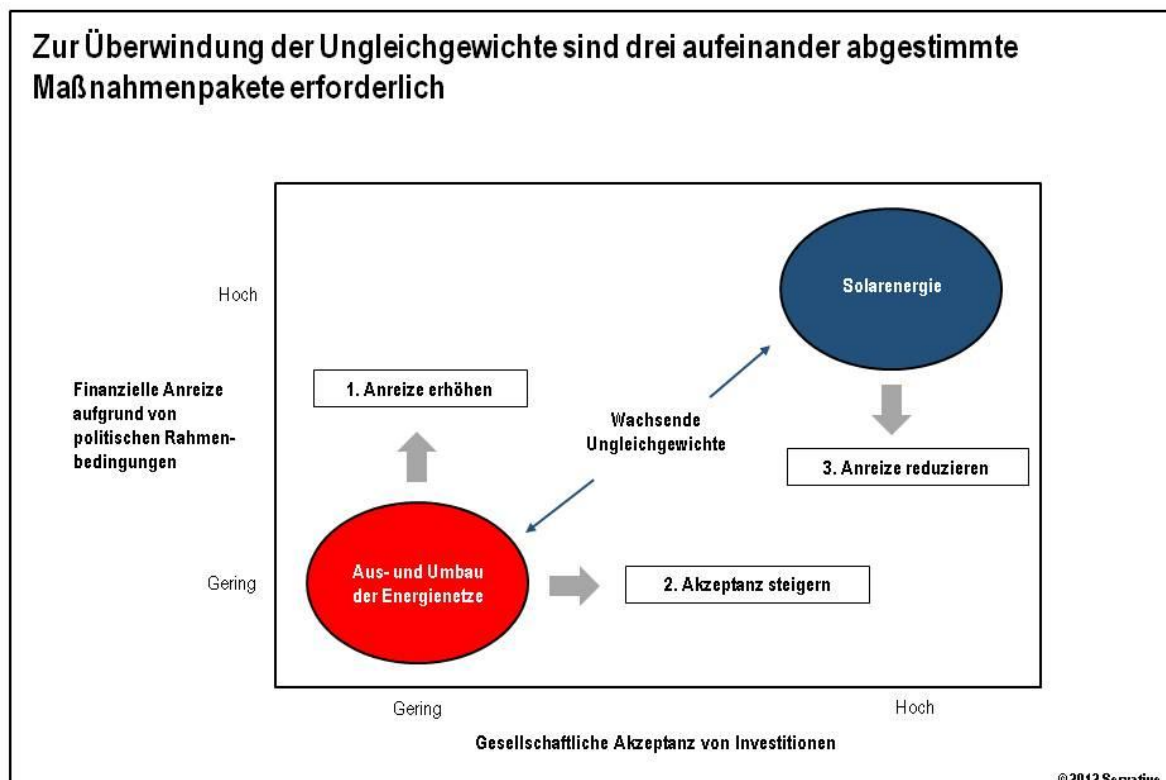 Zur Überwindung der Ungleichgewichte sind drei aufeinander abgestimmte
Maßnahmenpakete erforderlich
Hoch
Solarenergie
Finanzielle Anreize
aufgrund von
politischen Rahmen-
bedingungen
1. Anreize erhöhen
Wachsende
Ungleichgewichte
3. Anreize reduzieren
Gering
Aus- und Umbau
der Energienetze
2. Akzeptanz steigern
Gering
Hoch
Gesellschaftliche Akzeptanz von Investitionen
©2012 Servatius